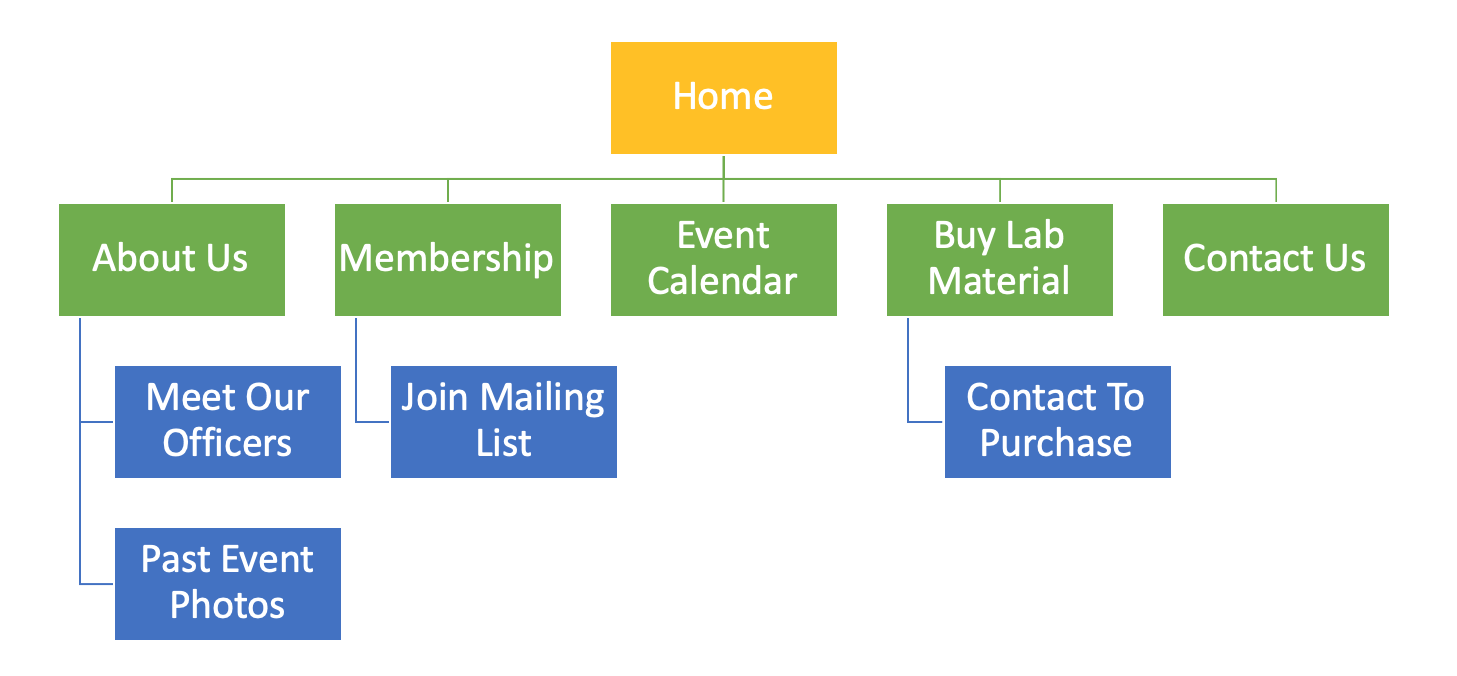 Home
About Us
Membership
Event
Calendar
Buy Lab
Material
Contact Us
Meet Our
Officers
Join Mailing
List
Contact To
Purchase
Past Event
Photos